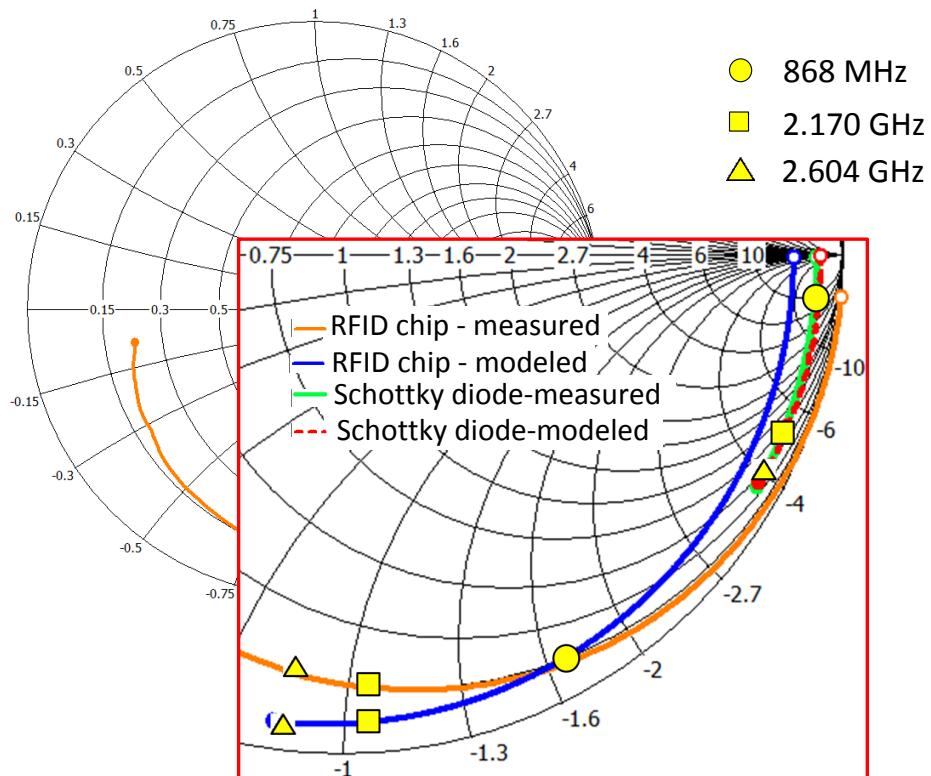 1
0.75
1.3
1.6
0.5
2
2.7
0.3
4
0.15
6
0.15 0.3 0.5
-0.15
-0.3
-0.5
-0.75
868 MHz
2.170 GHz
2.604 GHz
0.75 1 1.3 1.6 2 2.7 4 6 10
RFID chip - measured
RFID chip - modeled
Schottky diode-measured
Schottky diode-modeled
-10
-6
-4
-2.7
-2
-1.6
-1.3
-1